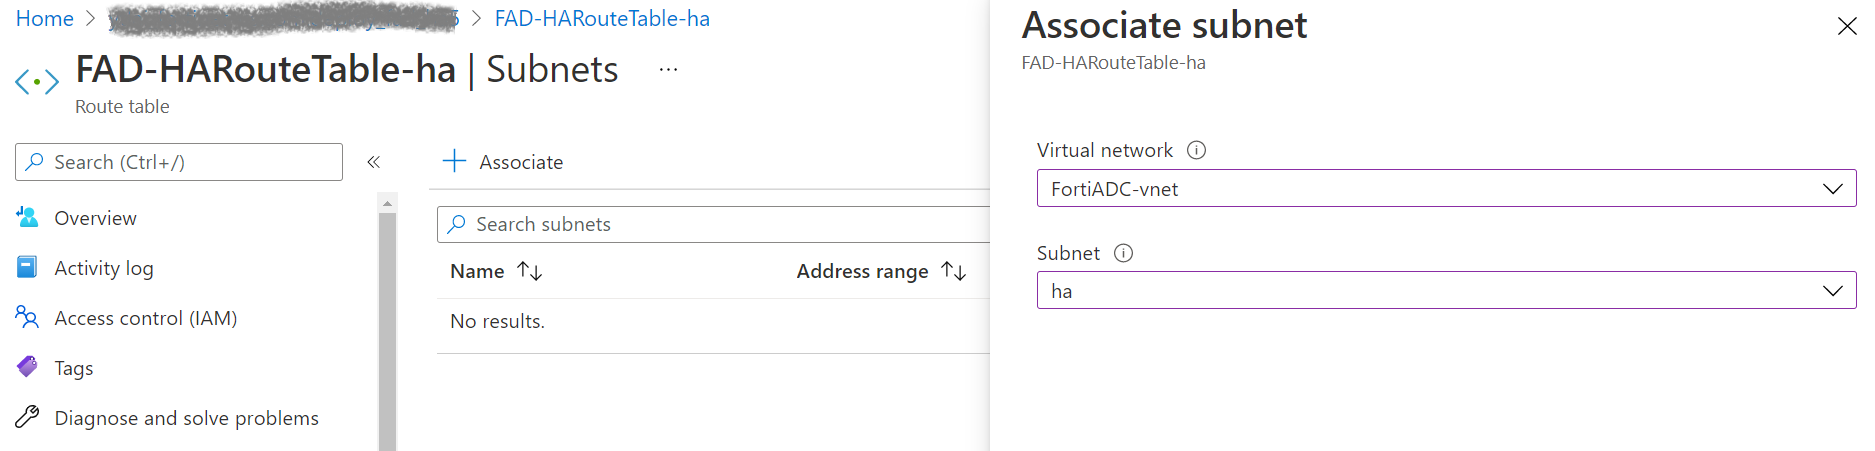 Home > > FAD-HARouteTable-ha
FAD-HARouteTable-ha | Subnets ...
Route table
Search (Ctrl+/)
Overview
Activity log
Access control (IAM)
Tags
Diagnose and solve problems
+ Associate
Search subnets
Name ↑↓ Address range ↑↓
No results.
Associate subnet
FAD-HARouteTable-ha
Virtual network
FortiADC-vnet
Subnet
ha